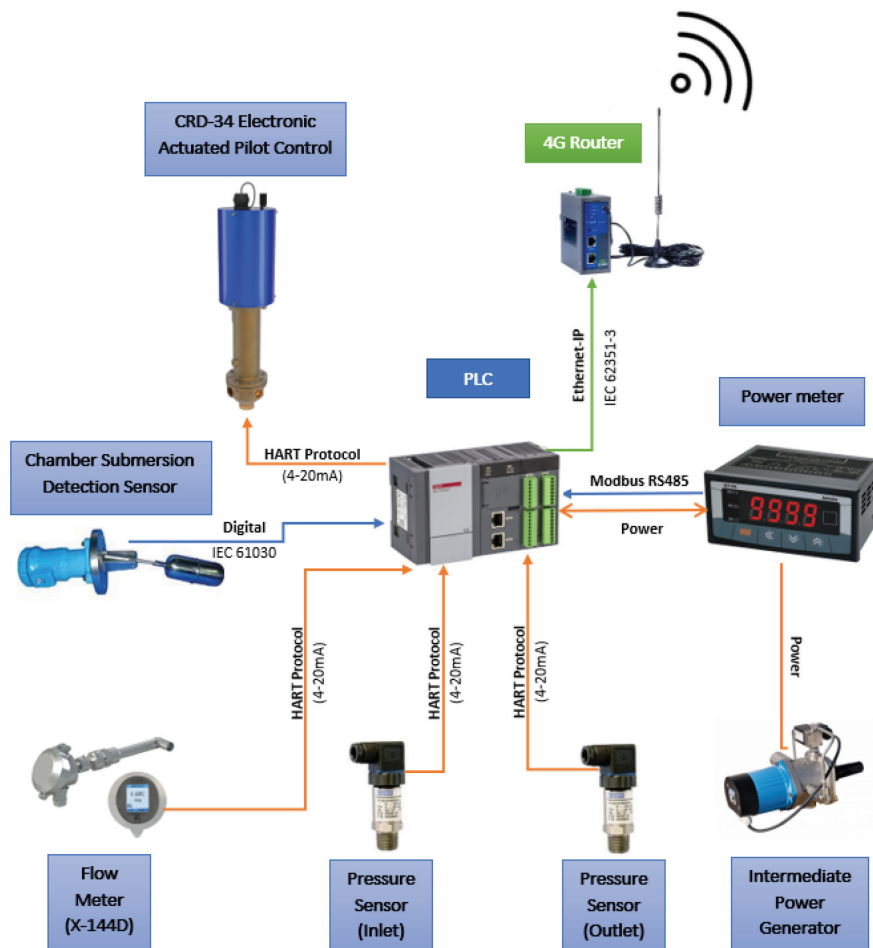 CRD-34 Electronic
Actuated Pilot Control
4G Router
Ethernet-IP
IEC 62351-3
PLC
Power meter
HART Protocol
(4-20mA)
Chamber Submersion
Detection Sensor
Modbus RS485
Power
9999
Digital
IEC 61030
HART Protocol
(4-20mA)
HART Protocol
(4-20mA)
HART Protocol
(4-20mA)
Power
Flow
Meter
(X-144D)
Pressure
Sensor
(Inlet)
Pressure
Sensor
(Outlet)
Intermediate
Power
Generator